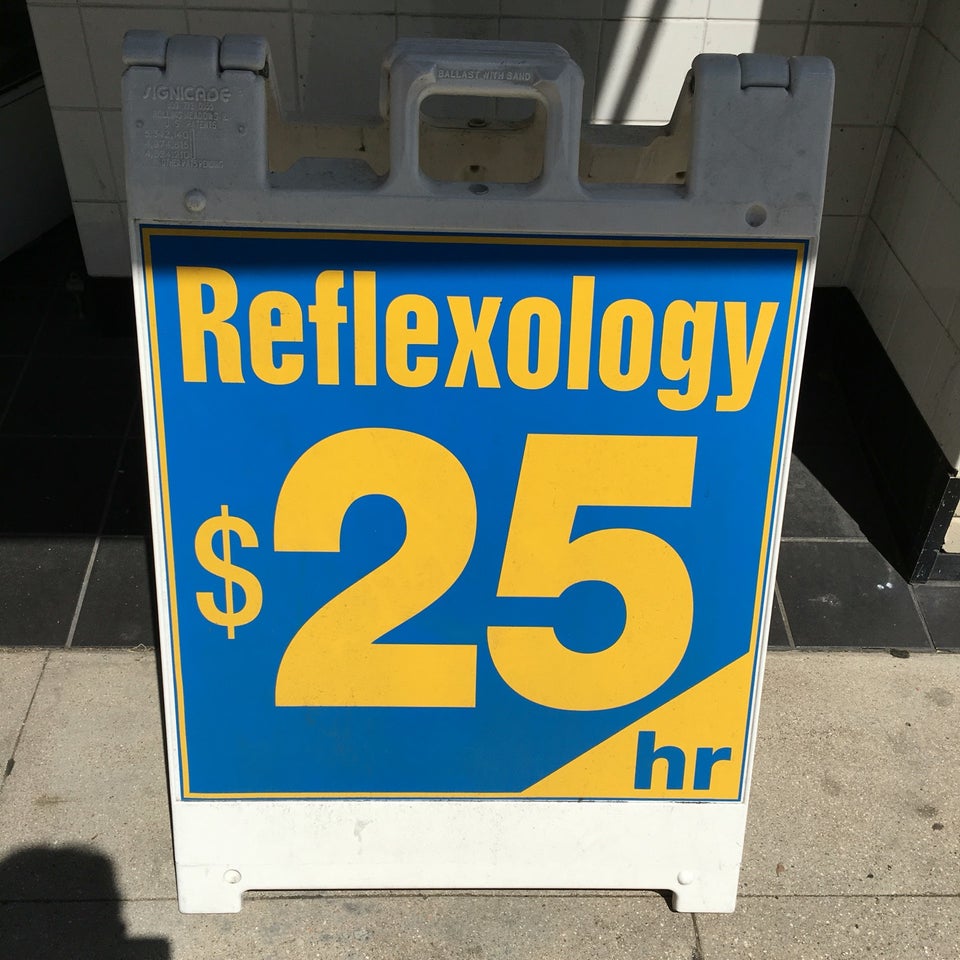 BALLAST WITH SAND
SIGNICADE
Reflexology
$25
hr